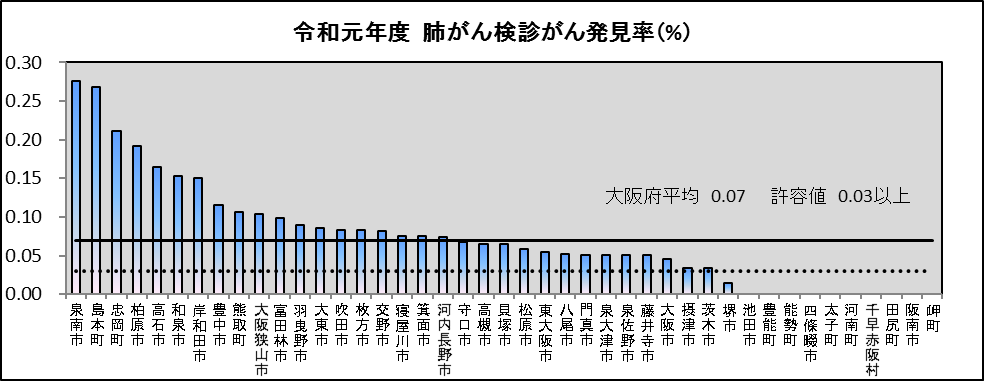 令和元年度 肺がん検診がん発見率(%)
0.30
0.25
0.20
0.15
0.10
0.05
0.00
大阪府平均 0.07 許容値 0.03以上
泉南市
島本町
忠岡町
柏原市
高石市
和泉市
岸和田市
豊中市
熊取町
大阪狭山市
富田林市
羽曳野市
大東市
吹田市
枚方市
交野市
寝屋川市
箕面市
河内長野市
守口市
高槻市
貝塚市
松原市
東大阪市
八尾市
門真市
泉大津市
泉佐野市
藤井寺市
大阪市
摂津市
茨木市
堺市
池田市
豊能町
能勢町
四條畷市
太子町
河南町
千早赤阪村
田尻町
阪南市
岬町